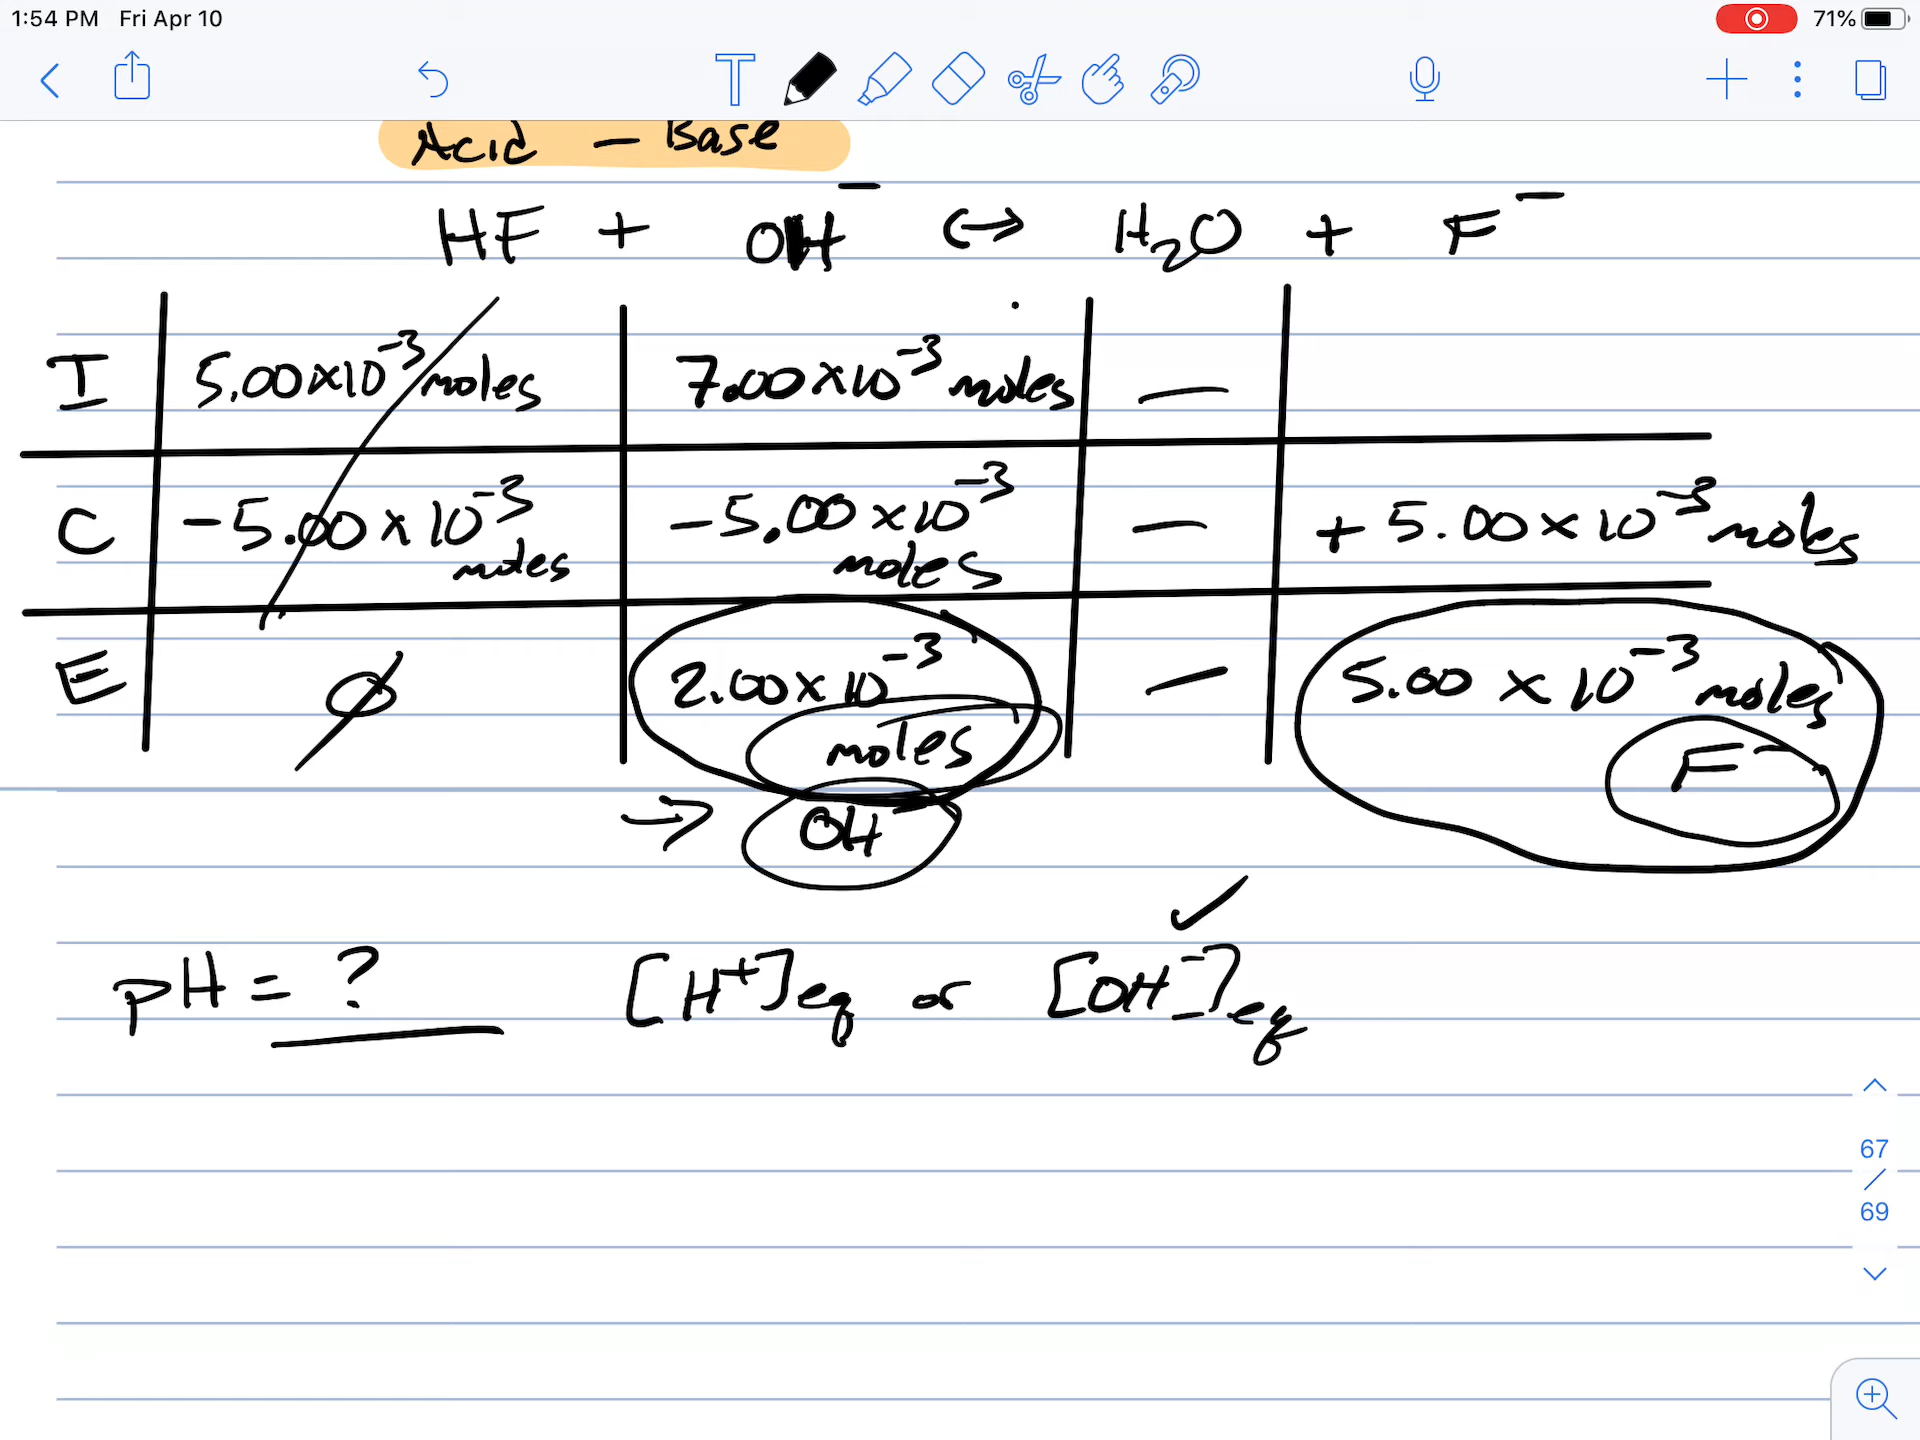 1:54 PM Fri Apr 10 71%
T
Acid – Base
HF + OH⁻ ↔ H₂O + F⁻
I 5.00×10⁻³ moles 7.00×10⁻³ moles —
C −5.00×10⁻³ moles −5.00×10⁻³ moles — +5.00×10⁻³ moles
E ∅ 2.00×10⁻³ moles — 5.00×10⁻³ moles
F⁻
→ OH⁻
✓
pH = ? [H⁺]eq or [OH⁻]eq
67
/
69